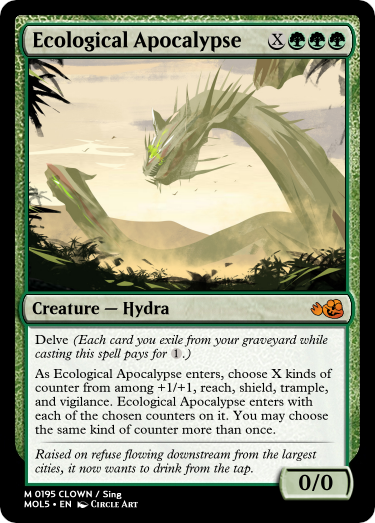 Ecological Apocalypse X
Creature — Hydra
Delve (Each card you exile from your graveyard while
casting this spell pays for 1.)
As Ecological Apocalypse enters, choose X kinds of
counter from among +1/+1, reach, shield, trample,
and vigilance. Ecological Apocalypse enters with
each of the chosen counters on it. You may choose
the same kind of counter more than once.
Raised on refuse flowing downstream from the largest
cities, it now wants to drink from the tap.
0/0
M 0195 CLOWN / Sing
MOL5 • EN Circle Art